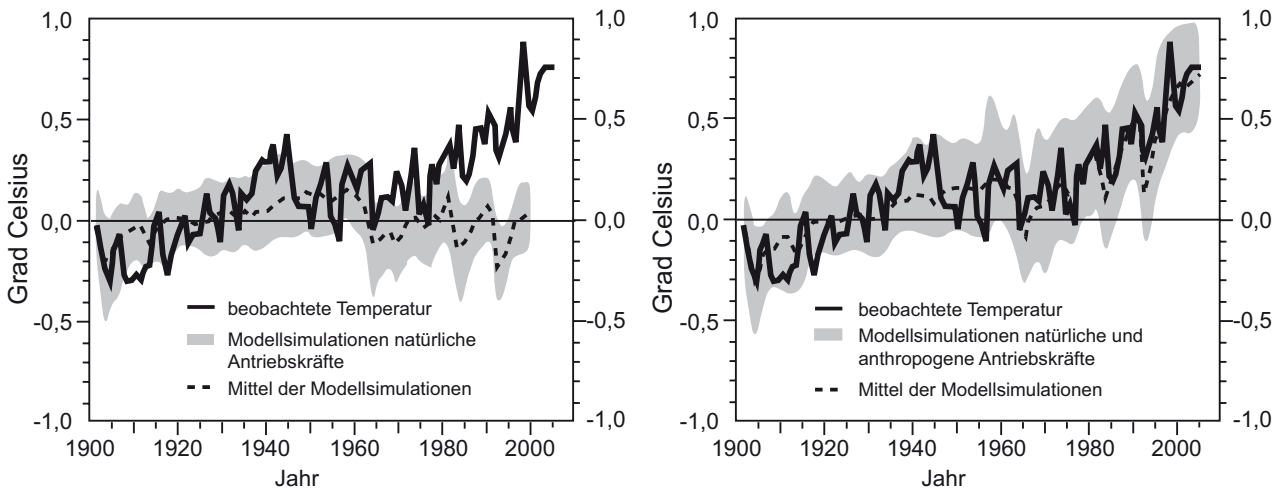 1,0
0,5
0,0
-0,5
-1,0
Grad Celsius
1,0
0,5
0,0
-0,5
-1,0
beobachtete Temperatur
Modellsimulationen natürliche
Antriebskräfte
Mittel der Modellsimulationen
1900 1920 1940 1960 1980 2000
Jahr
1,0
0,5
0,0
-0,5
-1,0
Grad Celsius
1,0
0,5
0,0
-0,5
-1,0
beobachtete Temperatur
Modellsimulationen natürliche und
anthropogene Antriebskräfte
Mittel der Modellsimulationen
1900 1920 1940 1960 1980 2000
Jahr